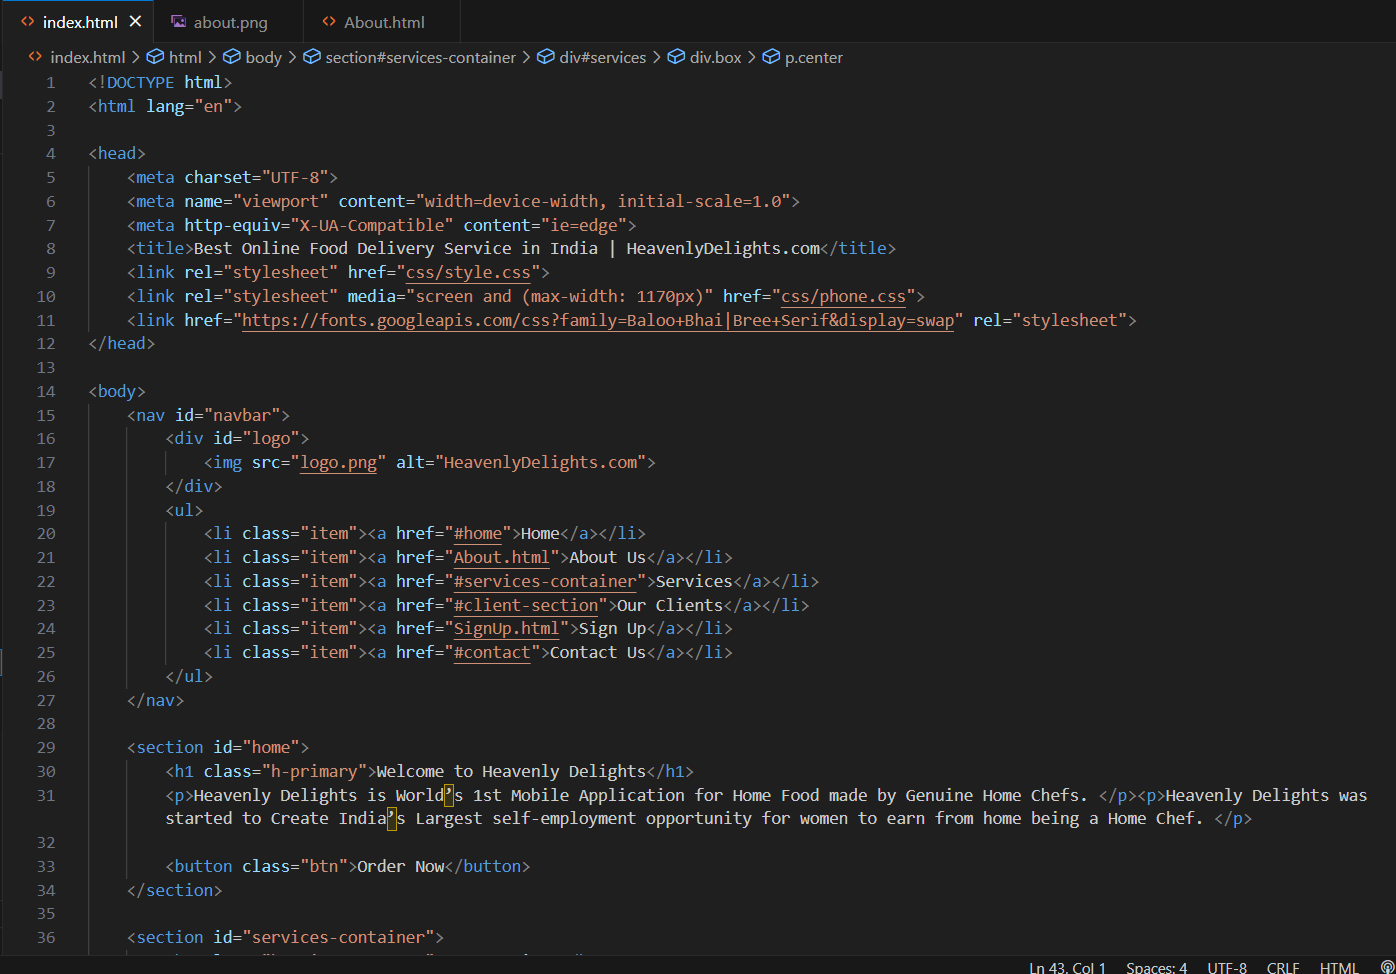 index.html about.png About.html
index.html > html > body > section#services-container > div#services > div.box > p.center
1 <!DOCTYPE html>
2 <html lang="en">
3
4 <head>
5 <meta charset="UTF-8">
6 <meta name="viewport" content="width=device-width, initial-scale=1.0">
7 <meta http-equiv="X-UA-Compatible" content="ie=edge">
8 <title>Best Online Food Delivery Service in India | HeavenlyDelights.com</title>
9 <link rel="stylesheet" href="css/style.css">
10 <link rel="stylesheet" media="screen and (max-width: 1170px)" href="css/phone.css">
11 <link href="https://fonts.googleapis.com/css?family=Baloo+Bhai|Bree+Serif&display=swap" rel="stylesheet">
12 </head>
13
14 <body>
15 <nav id="navbar">
16 <div id="logo">
17 <img src="logo.png" alt="HeavenlyDelights.com">
18 </div>
19 <ul>
20 <li class="item"><a href="#home">Home</a></li>
21 <li class="item"><a href="About.html">About Us</a></li>
22 <li class="item"><a href="#services-container">Services</a></li>
23 <li class="item"><a href="#client-section">Our Clients</a></li>
24 <li class="item"><a href="SignUp.html">Sign Up</a></li>
25 <li class="item"><a href="#contact">Contact Us</a></li>
26 </ul>
27 </nav>
28
29 <section id="home">
30 <h1 class="h-primary">Welcome to Heavenly Delights</h1>
31 <p>Heavenly Delights is World’s 1st Mobile Application for Home Food made by Genuine Home Chefs. </p><p>Heavenly Delights was
started to Create India’s Largest self-employment opportunity for women to earn from home being a Home Chef. </p>
32
33 <button class="btn">Order Now</button>
34 </section>
35
36 <section id="services-container">
Ln 43, Col 1 Spaces: 4 UTF-8 CRLF HTML